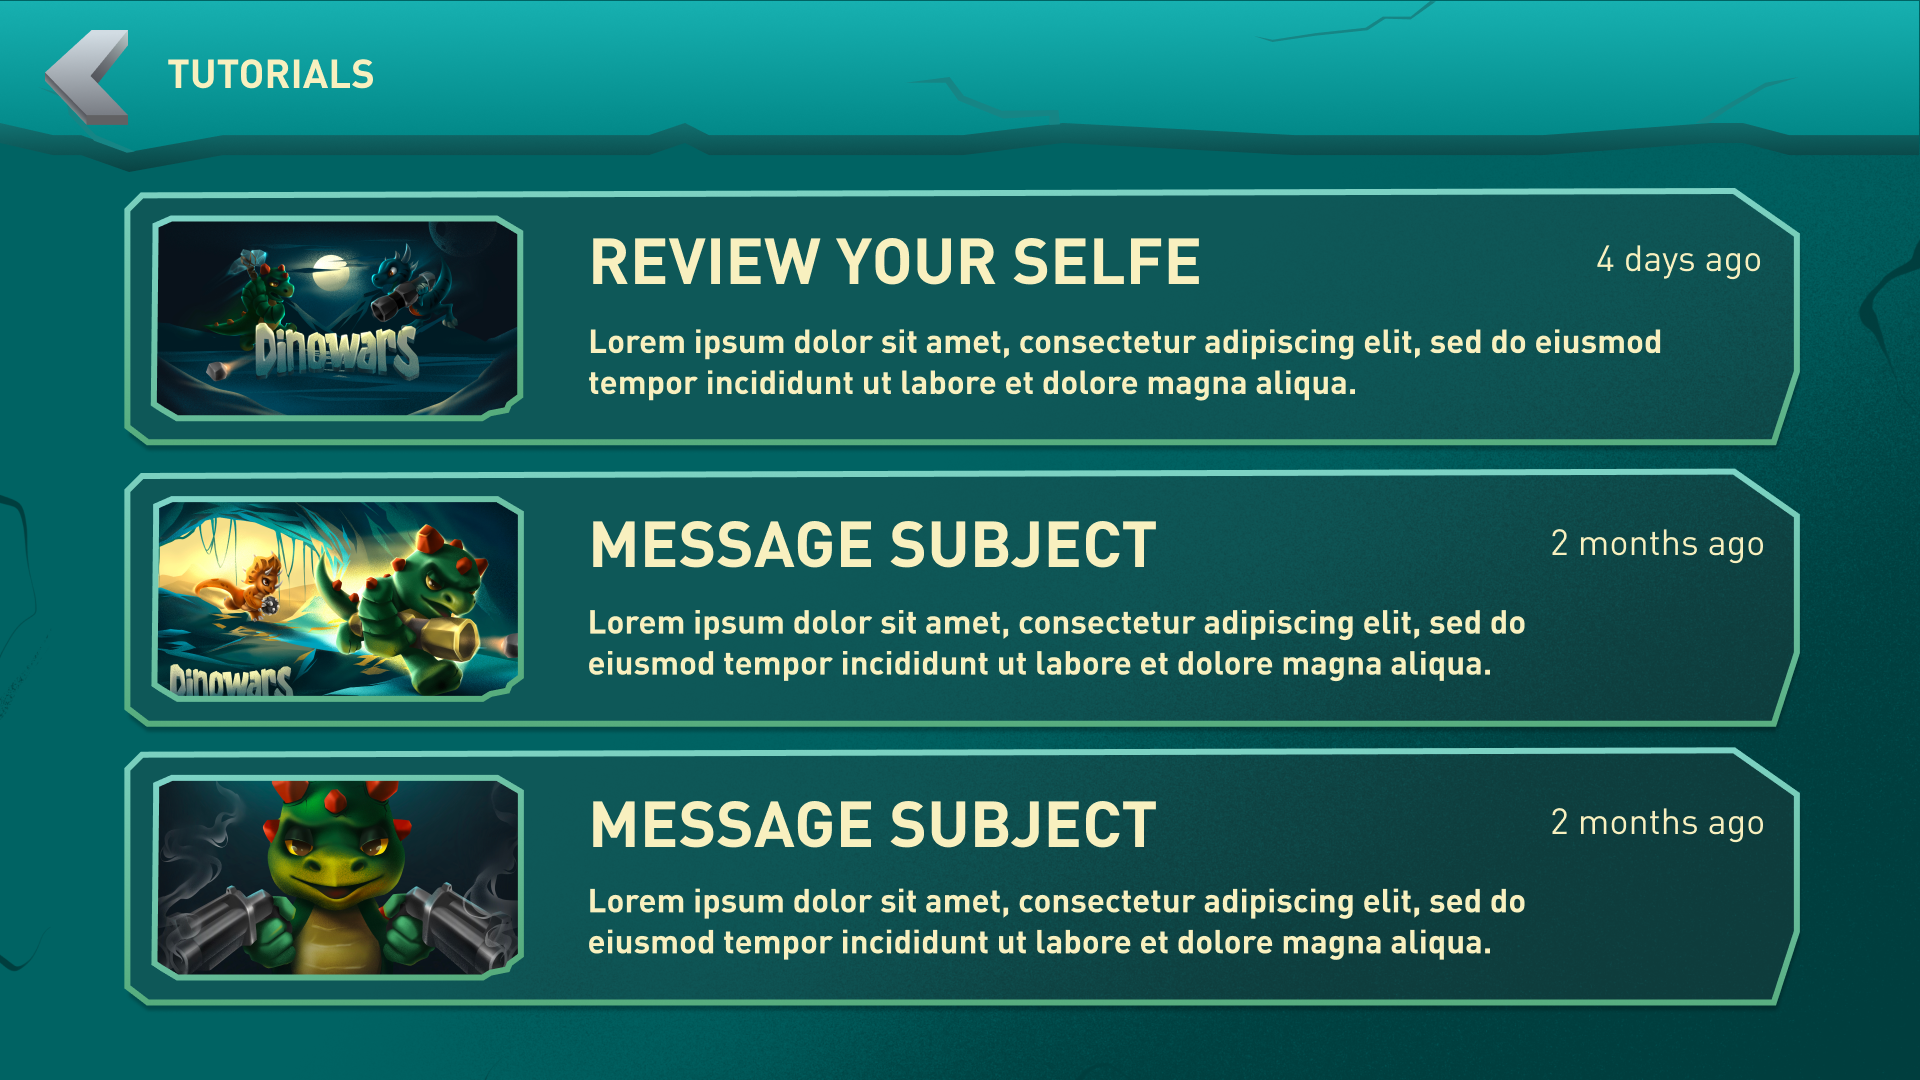 TUTORIALS
REVIEW YOUR SELFE
4 days ago
Lorem ipsum dolor sit amet, consectetur adipiscing elit, sed do eiusmod
tempor incididunt ut labore et dolore magna aliqua.
Dinowars
MESSAGE SUBJECT
2 months ago
Lorem ipsum dolor sit amet, consectetur adipiscing elit, sed do
eiusmod tempor incididunt ut labore et dolore magna aliqua.
Dinowars
MESSAGE SUBJECT
2 months ago
Lorem ipsum dolor sit amet, consectetur adipiscing elit, sed do
eiusmod tempor incididunt ut labore et dolore magna aliqua.